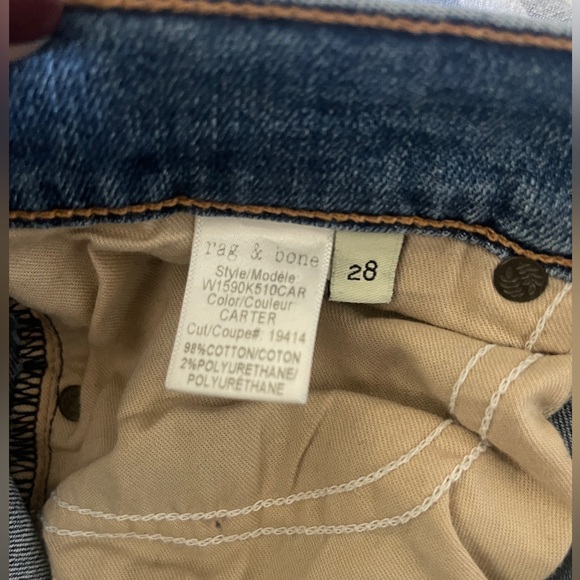 rag & bone
Style/Modèle
W1590K510CAR
Color/Couleur
CARTER
Cut/Coupe#: 19414
98%COTTON/COTON
2%POLYURETHANE/
POLYURÉTHANE
28